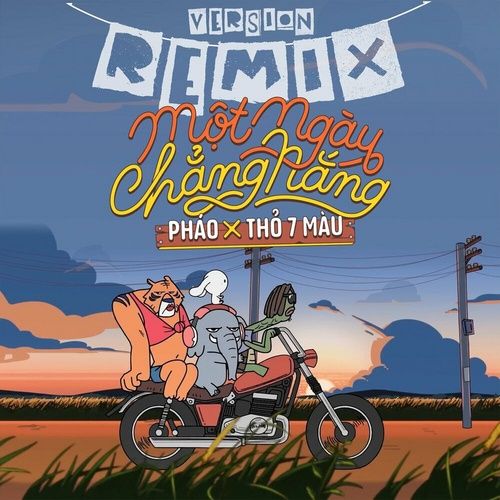 VERSION
REMIX
Một Ngày
Chẳng Nắng
PHÁO × THỎ 7 MÀU